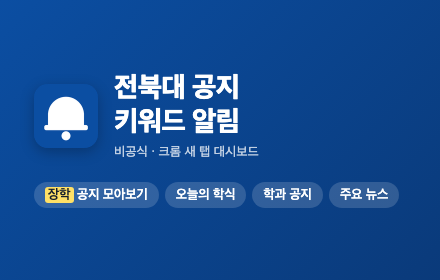 전북대 공지
키워드 알림
비공식 · 크롬 새 탭 대시보드
장학 공지 모아보기
오늘의 학식
학과 공지
주요 뉴스